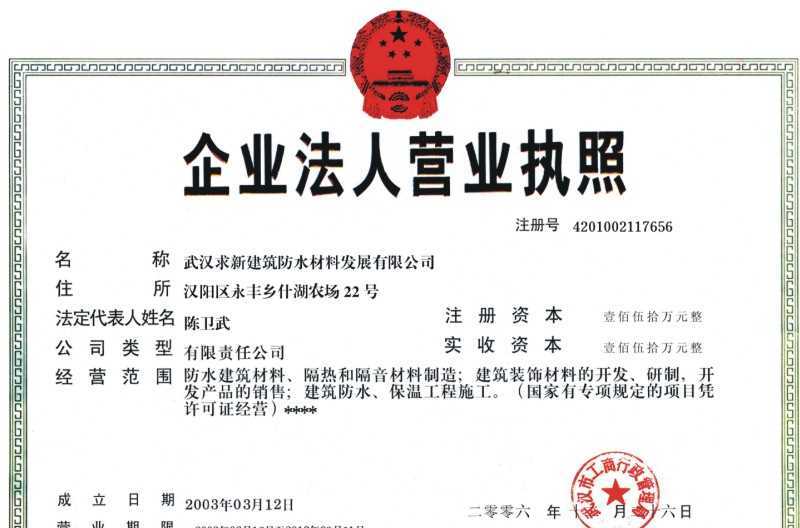 企业法人营业执照
注册号 4201002117656
名称 武汉求新建筑防水材料发展有限公司
住所 汉阳区永丰乡什湖农场22号
法定代表人姓名 陈卫武 注册资本 壹佰伍拾万元整
公司类型 有限责任公司 实收资本 壹佰伍拾万元整
经营范围 防水建筑材料、隔热和隔音材料制造；建筑装饰材料的开发、研制，开
发产品的销售；建筑防水、保温工程施工。（国家有专项规定的项目凭
许可证经营）****
武汉市工商行政管理局
成立日期 2003年03月12日 二零零六年 月 六日
营业期限